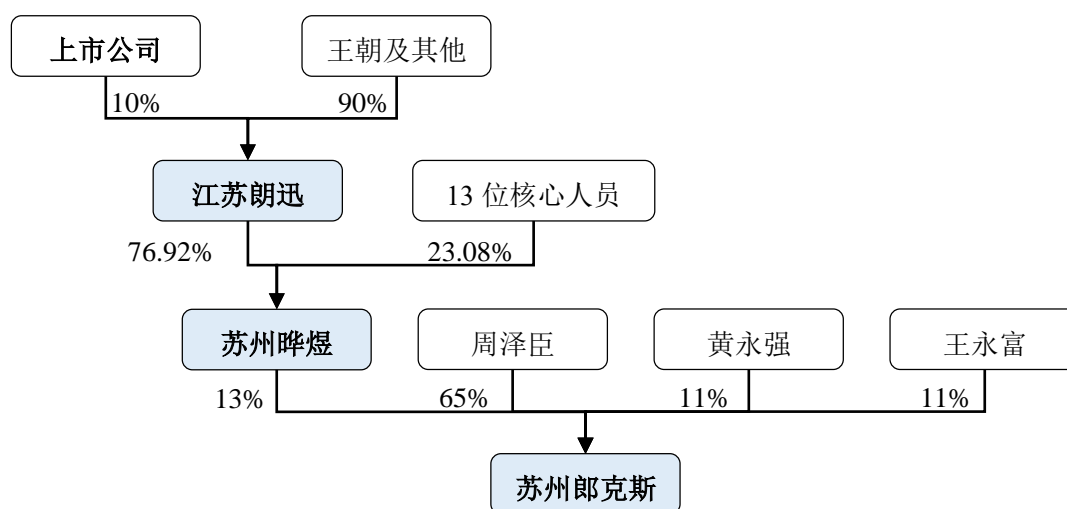 上市公司
王朝及其他
10%
90%
江苏朗迅
13 位核心人员
76.92%
23.08%
苏州晔煜
周泽臣
黄永强
王永富
13%
65%
11%
11%
苏州郎克斯